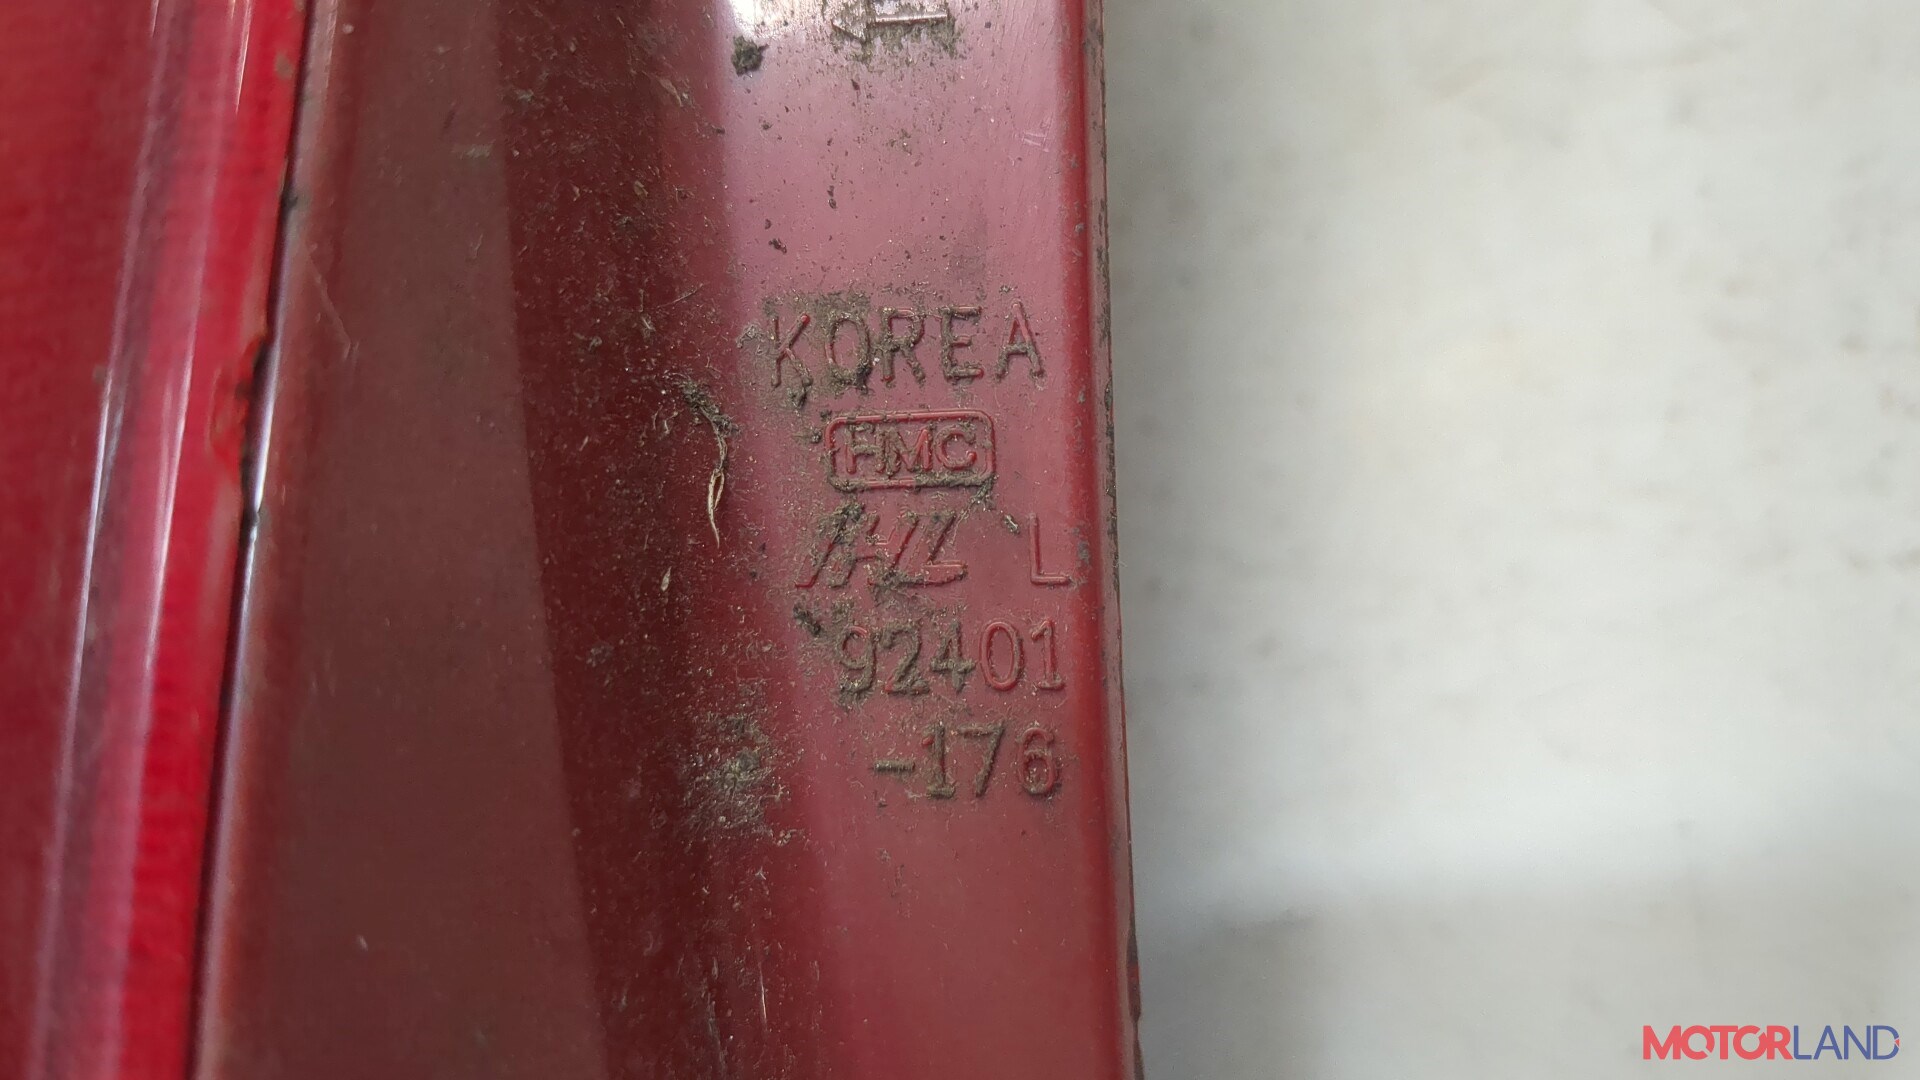 KOREA
HMC
L
92401
-176
MOTORLAND